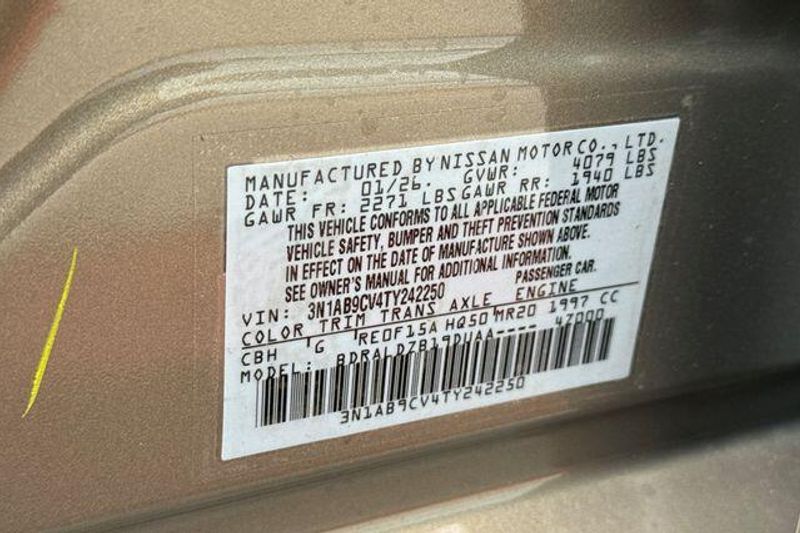 MANUFACTURED BY NISSAN MOTOR CO., LTD.
DATE: 01/26. GVWR: 4079 LBS
GAWR FR: 2271 LBS GAWR RR: 1940 LBS
THIS VEHICLE CONFORMS TO ALL APPLICABLE FEDERAL MOTOR
VEHICLE SAFETY, BUMPER AND THEFT PREVENTION STANDARDS
IN EFFECT ON THE DATE OF MANUFACTURE SHOWN ABOVE.
SEE OWNER'S MANUAL FOR ADDITIONAL INFORMATION.
VIN: 3N1AB9CV4TY242250 PASSENGER CAR.
COLOR TRIM TRANS AXLE ENGINE
CBH G RE0F15A HQ50 MR20 1997 CC
MODEL: BDRALDZB19DUAA---- 47000
3N1AB9CV4TY242250